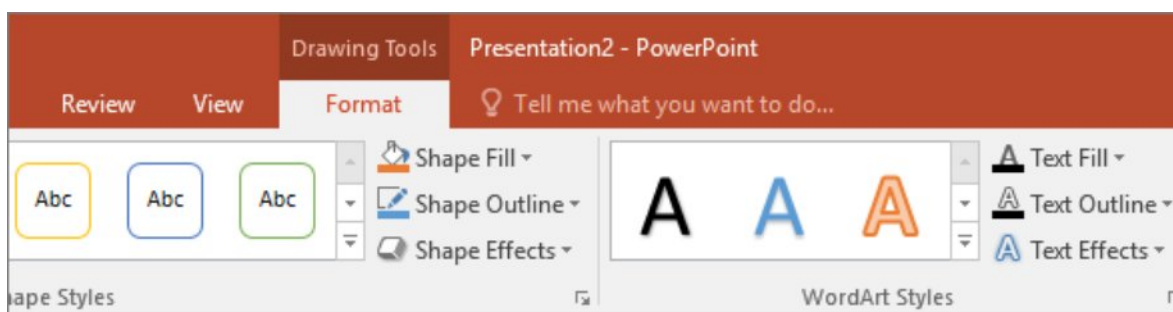 Drawing Tools Presentation2 - PowerPoint
Review View Format Tell me what you want to do...
Abc Abc Abc Shape Fill A A A Text Fill
Shape Outline Text Outline
Shape Effects Text Effects
hape Styles WordArt Styles